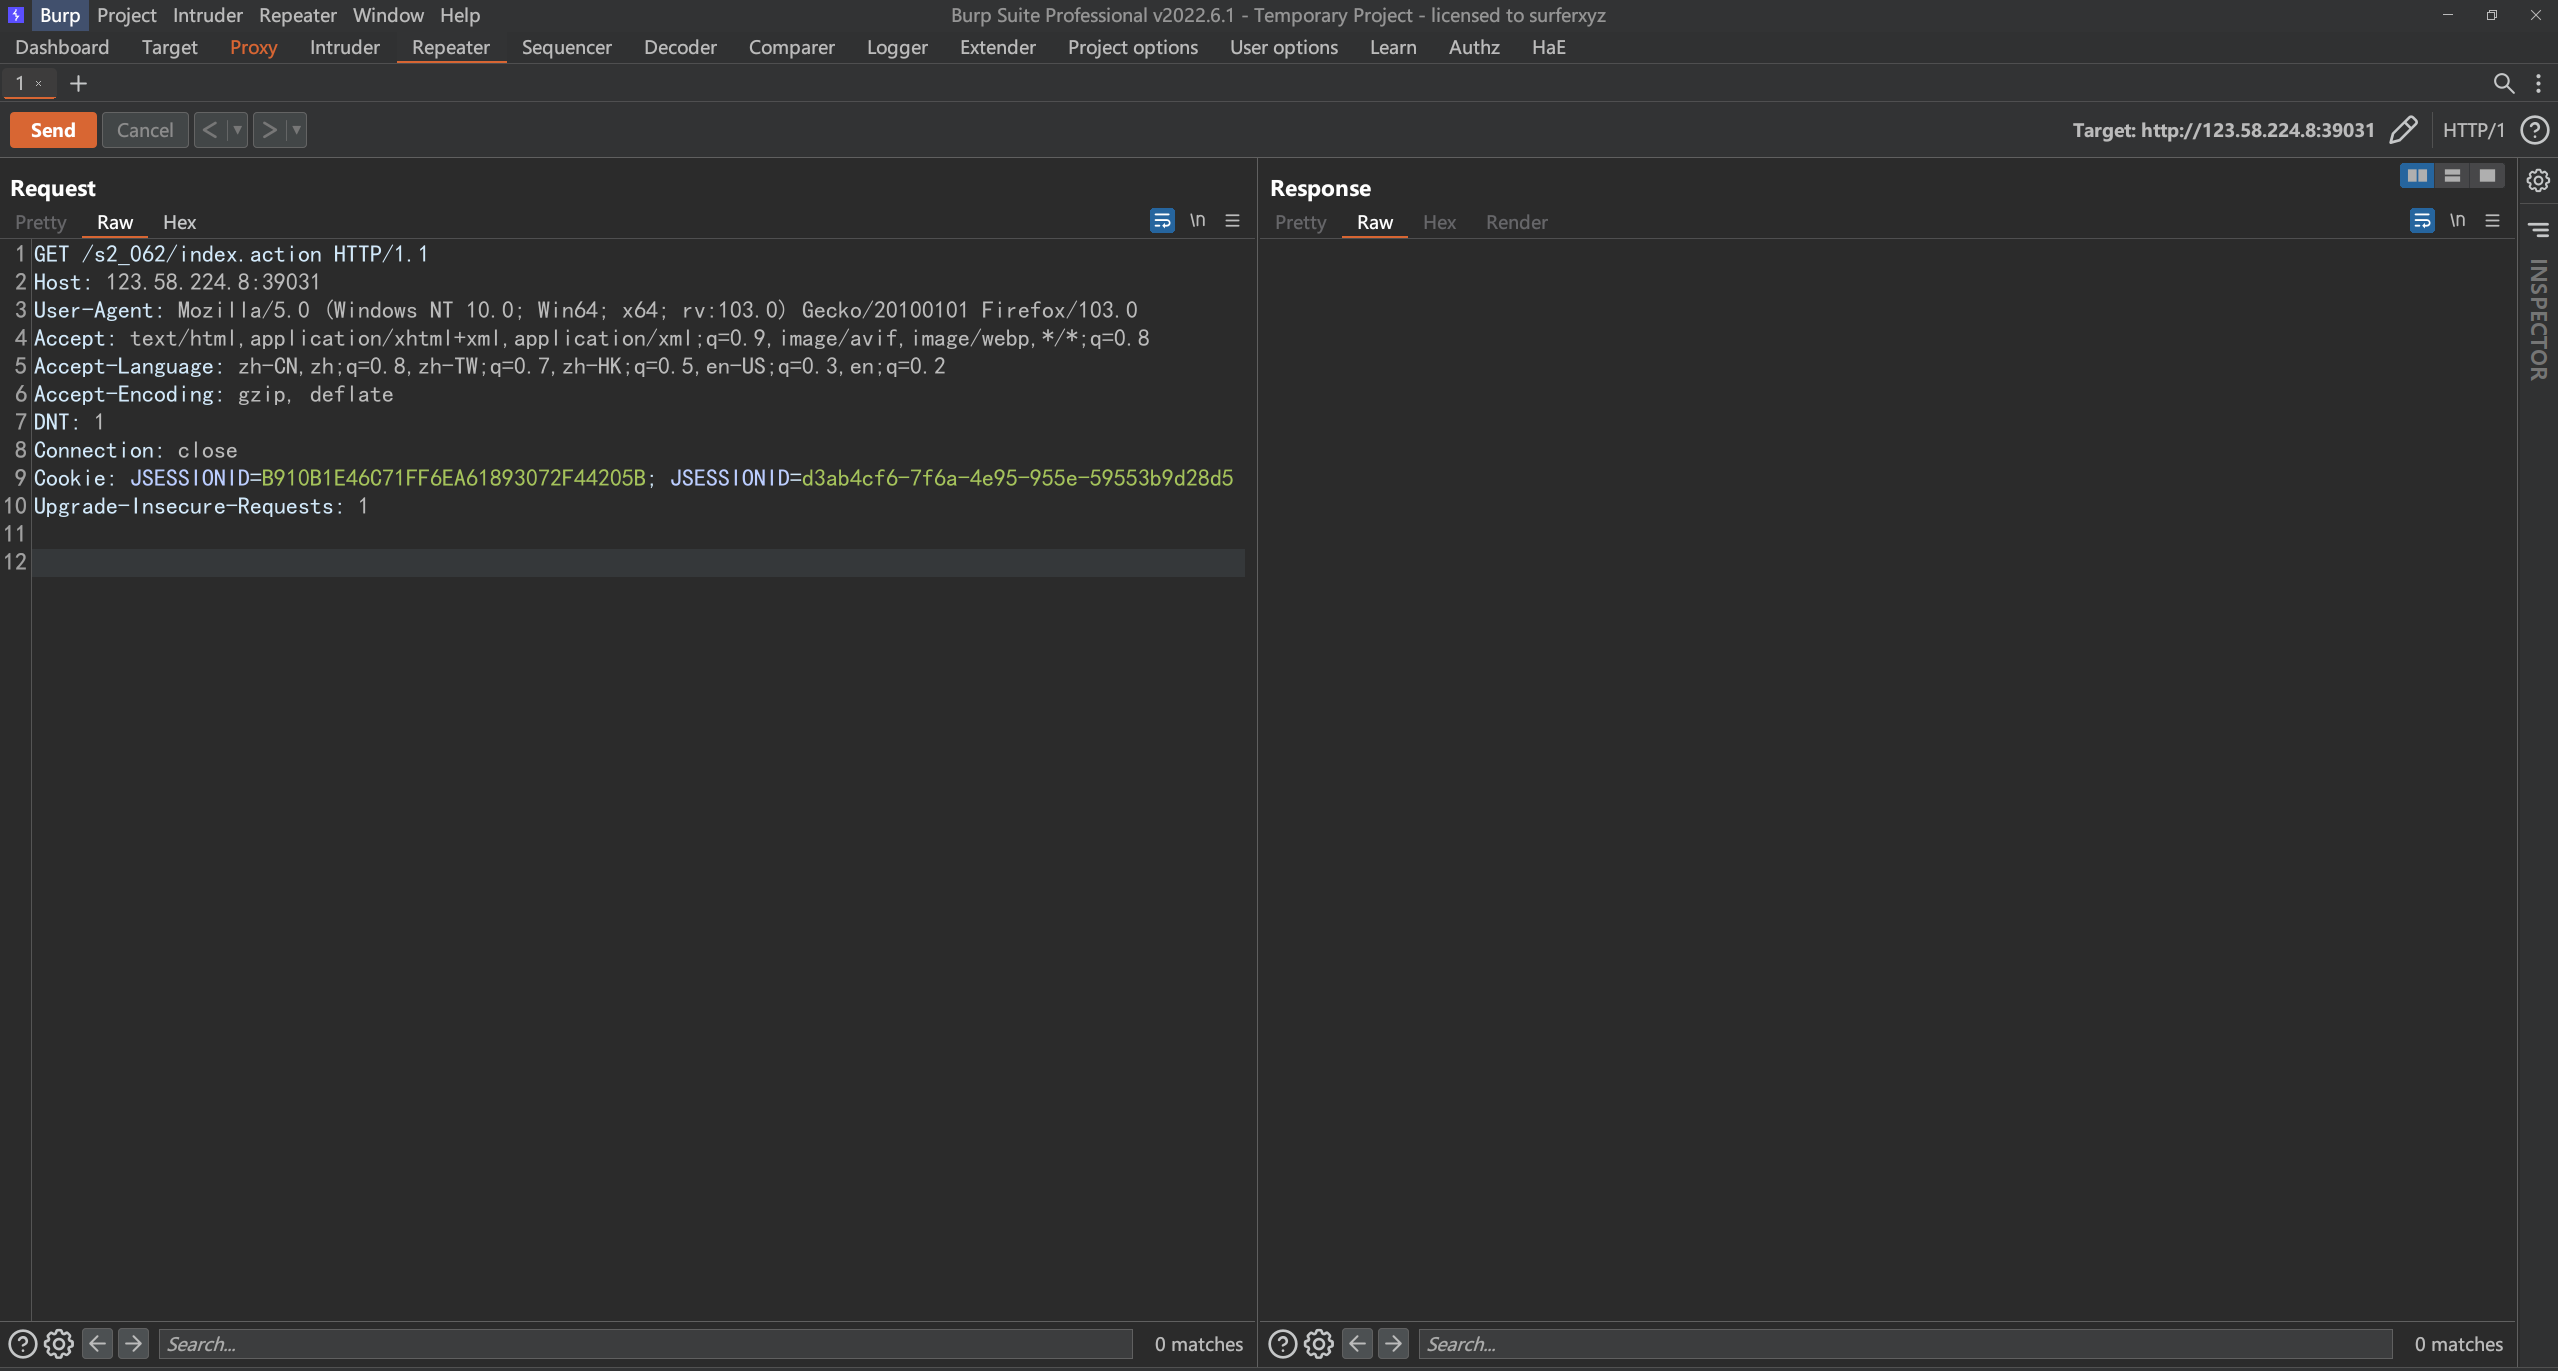 Burp Project Intruder Repeater Window Help
Burp Suite Professional v2022.6.1 - Temporary Project - licensed to surferxyz
Dashboard Target Proxy Intruder Repeater Sequencer Decoder Comparer Logger Extender Project options User options Learn Authz HaE
1 ×
Send Cancel < >
Target: http://123.58.224.8:39031 HTTP/1
Request
Pretty Raw Hex \n
1 GET /s2_062/index.action HTTP/1.1
2 Host: 123.58.224.8:39031
3 User-Agent: Mozilla/5.0 (Windows NT 10.0; Win64; x64; rv:103.0) Gecko/20100101 Firefox/103.0
4 Accept: text/html,application/xhtml+xml,application/xml;q=0.9,image/avif,image/webp,*/*;q=0.8
5 Accept-Language: zh-CN,zh;q=0.8,zh-TW;q=0.7,zh-HK;q=0.5,en-US;q=0.3,en;q=0.2
6 Accept-Encoding: gzip, deflate
7 DNT: 1
8 Connection: close
9 Cookie: JSESSIONID=B910B1E46C71FF6EA61893072F44205B; JSESSIONID=d3ab4cf6-7f6a-4e95-955e-59553b9d28d5
10 Upgrade-Insecure-Requests: 1
11
12
Search... 0 matches
Response
Pretty Raw Hex Render \n
Search... 0 matches
INSPECTOR